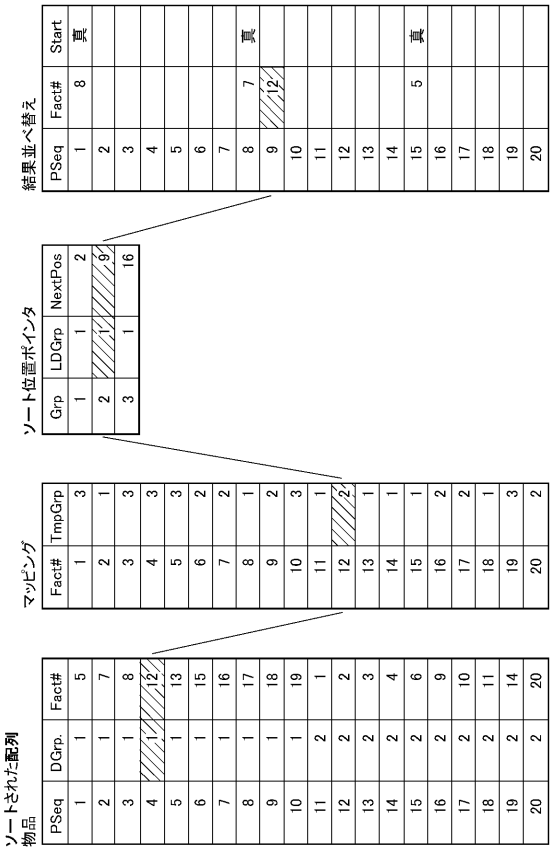 ソートされた配列
物品
PSeq DGrp. Fact#
1 1 5
2 1 7
3 1 8
4 1 12
5 1 13
6 1 15
7 1 16
8 1 17
9 1 18
10 1 19
11 2 1
12 2 2
13 2 3
14 2 4
15 2 6
16 2 9
17 2 10
18 2 11
19 2 14
20 2 20
マッピング
Fact# TmpGrp
1 3
2 1
3 3
4 3
5 3
6 2
7 2
8 1
9 2
10 3
11 1
12 2
13 1
14 1
15 1
16 2
17 2
18 1
19 3
20 2
ソート位置ポインタ
Grp LDGrp NextPos
1 1 2
2 1 9
3 1 16
結果並べ替え
PSeq Fact# Start
1 8 真
2
3
4
5
6
7
8 7 真
9 12
10
11
12
13
14
15 5 真
16
17
18
19
20